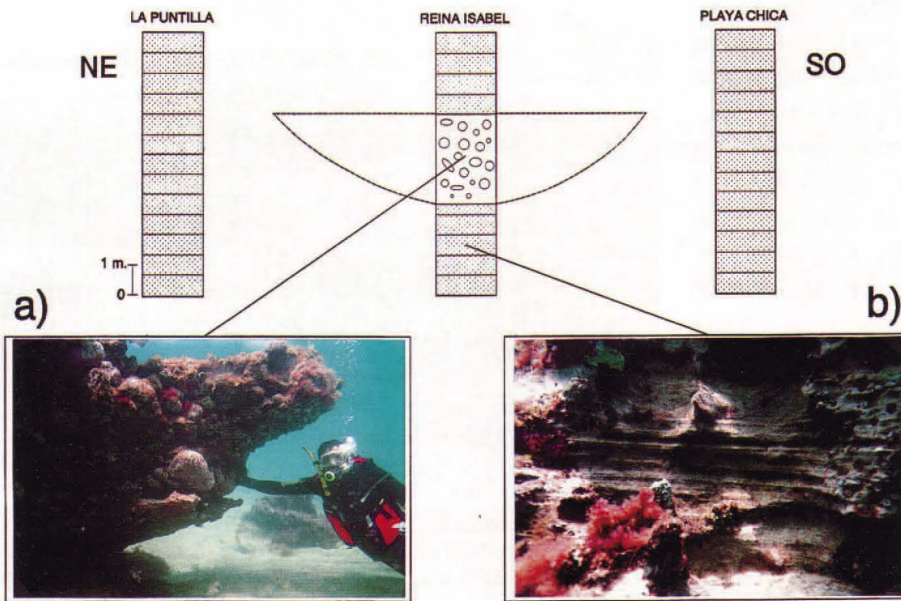 LA PUNTILLA
REINA ISABEL
PLAYA CHICA
NE
SO
1 m.
0
a)
b)